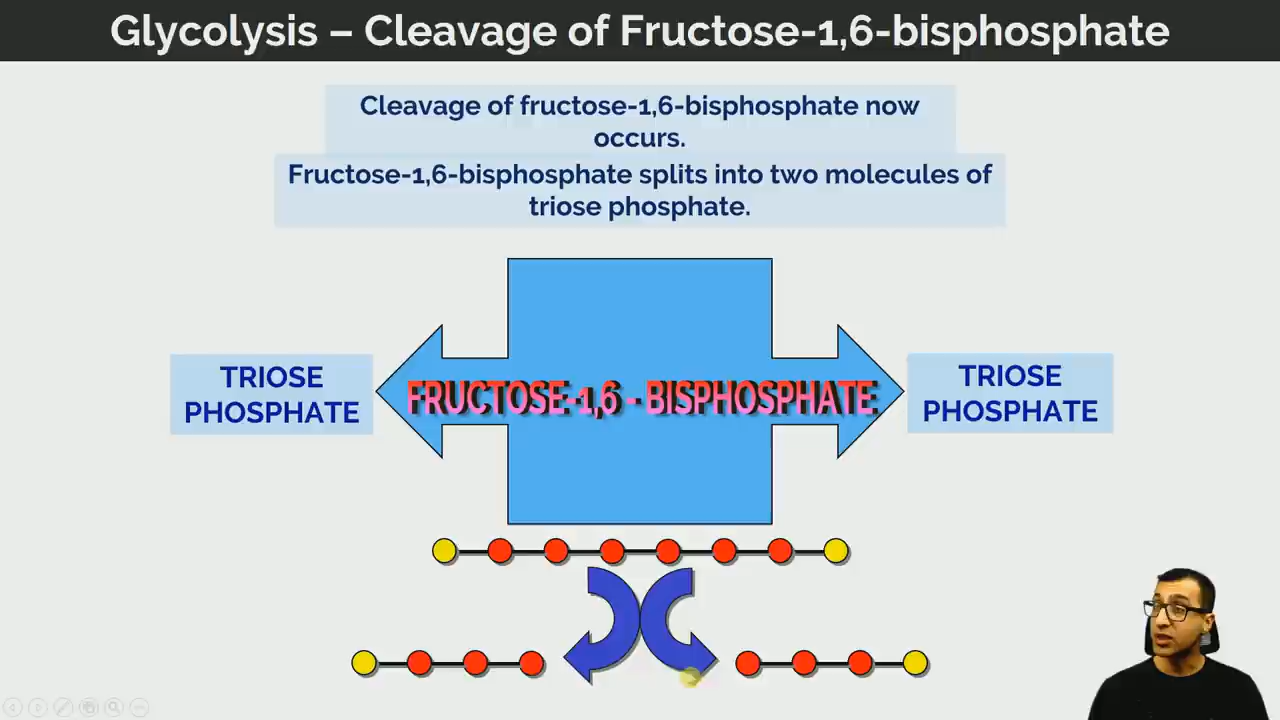 Glycolysis – Cleavage of Fructose-1,6-bisphosphate
Cleavage of fructose-1,6-bisphosphate now
occurs.
Fructose-1,6-bisphosphate splits into two molecules of
triose phosphate.
TRIOSE
PHOSPHATE
FRUCTOSE-1,6 - BISPHOSPHATE
TRIOSE
PHOSPHATE